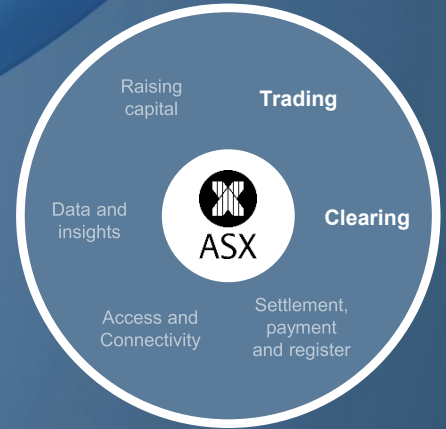 Raising
capital
Trading
Data and
insights
ASX
Clearing
Access and
Connectivity
Settlement,
payment
and register